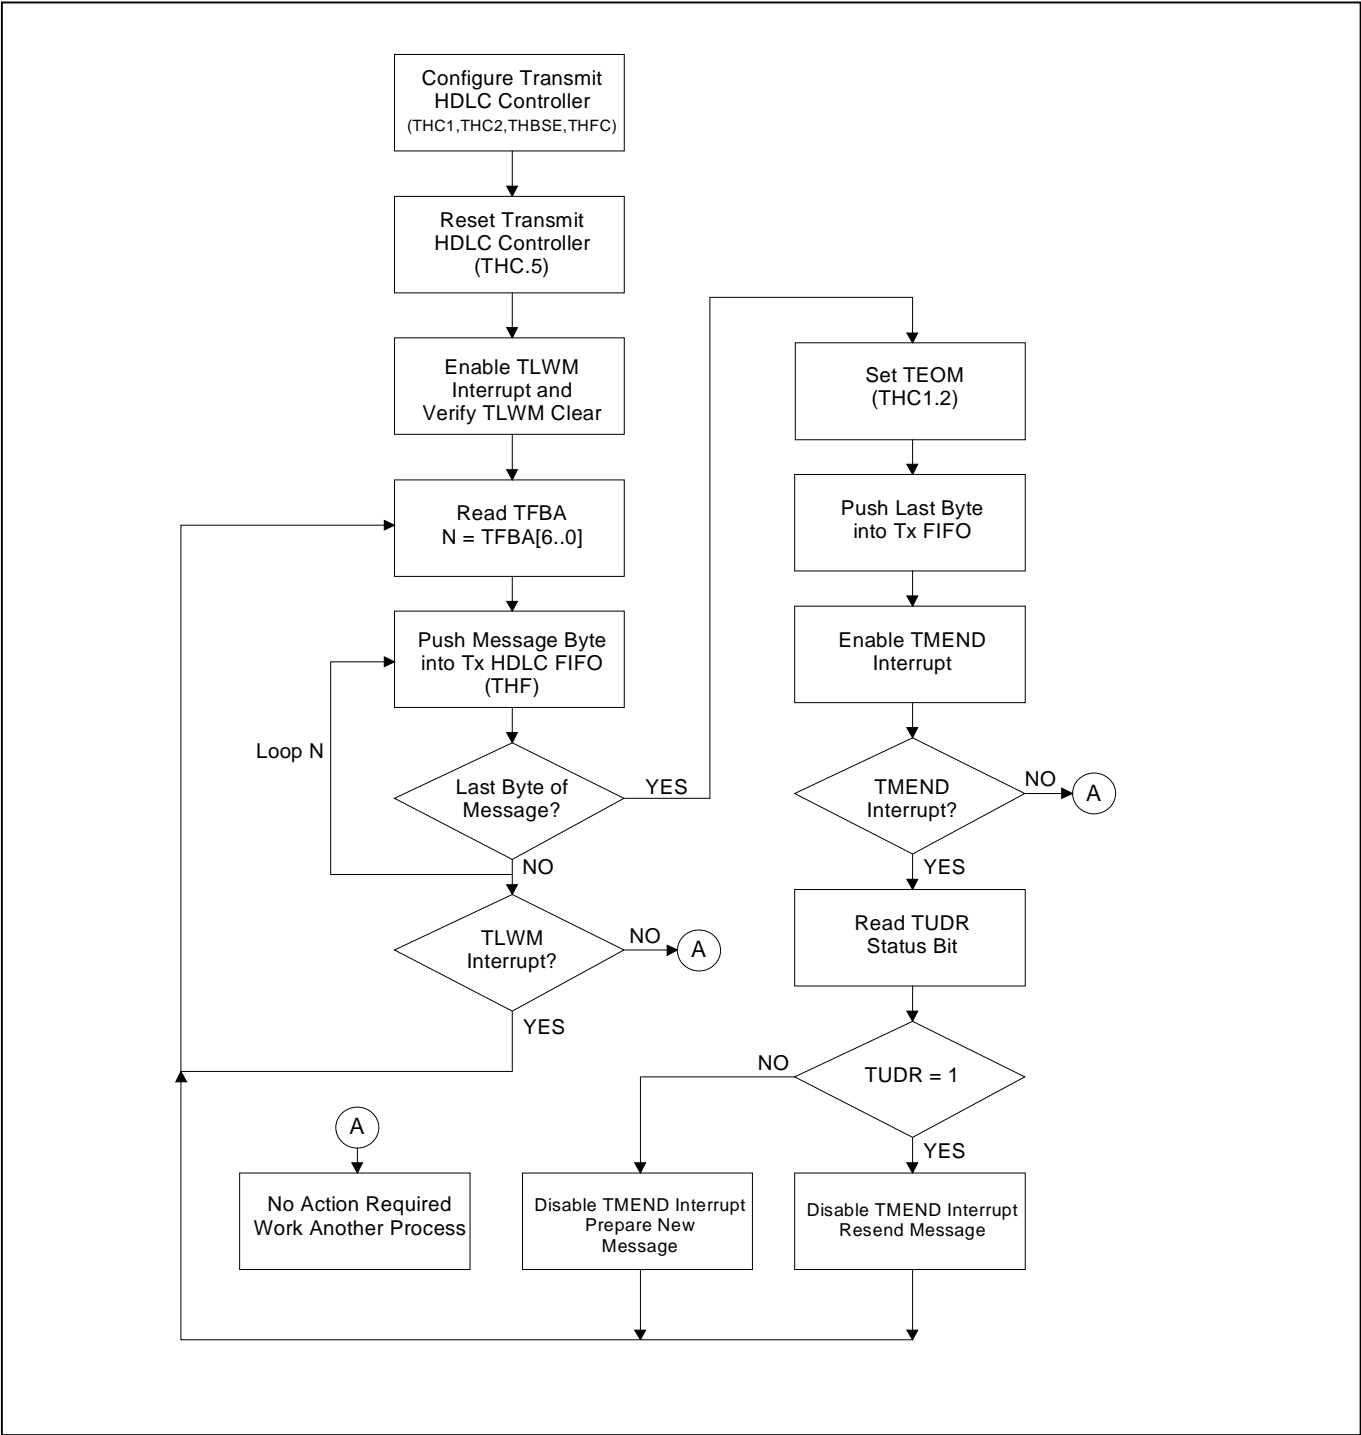 Configure Transmit
HDLC Controller
(THC1,THC2,THBSE,THFC)
Reset Transmit
HDLC Controller
(THC.5)
Enable TLWM
Interrupt and
Verify TLWM Clear
Read TFBA
N = TFBA[6..0]
Push Message Byte
into Tx HDLC FIFO
(THF)
Loop N
Last Byte of
Message?
YES
NO
TLWM
Interrupt?
NO
A
YES
Set TEOM
(THC1.2)
Push Last Byte
into Tx FIFO
Enable TMEND
Interrupt
TMEND
Interrupt?
NO
A
YES
Read TUDR
Status Bit
TUDR = 1
NO
YES
A
No Action Required
Work Another Process
Disable TMEND Interrupt
Prepare New
Message
Disable TMEND Interrupt
Resend Message